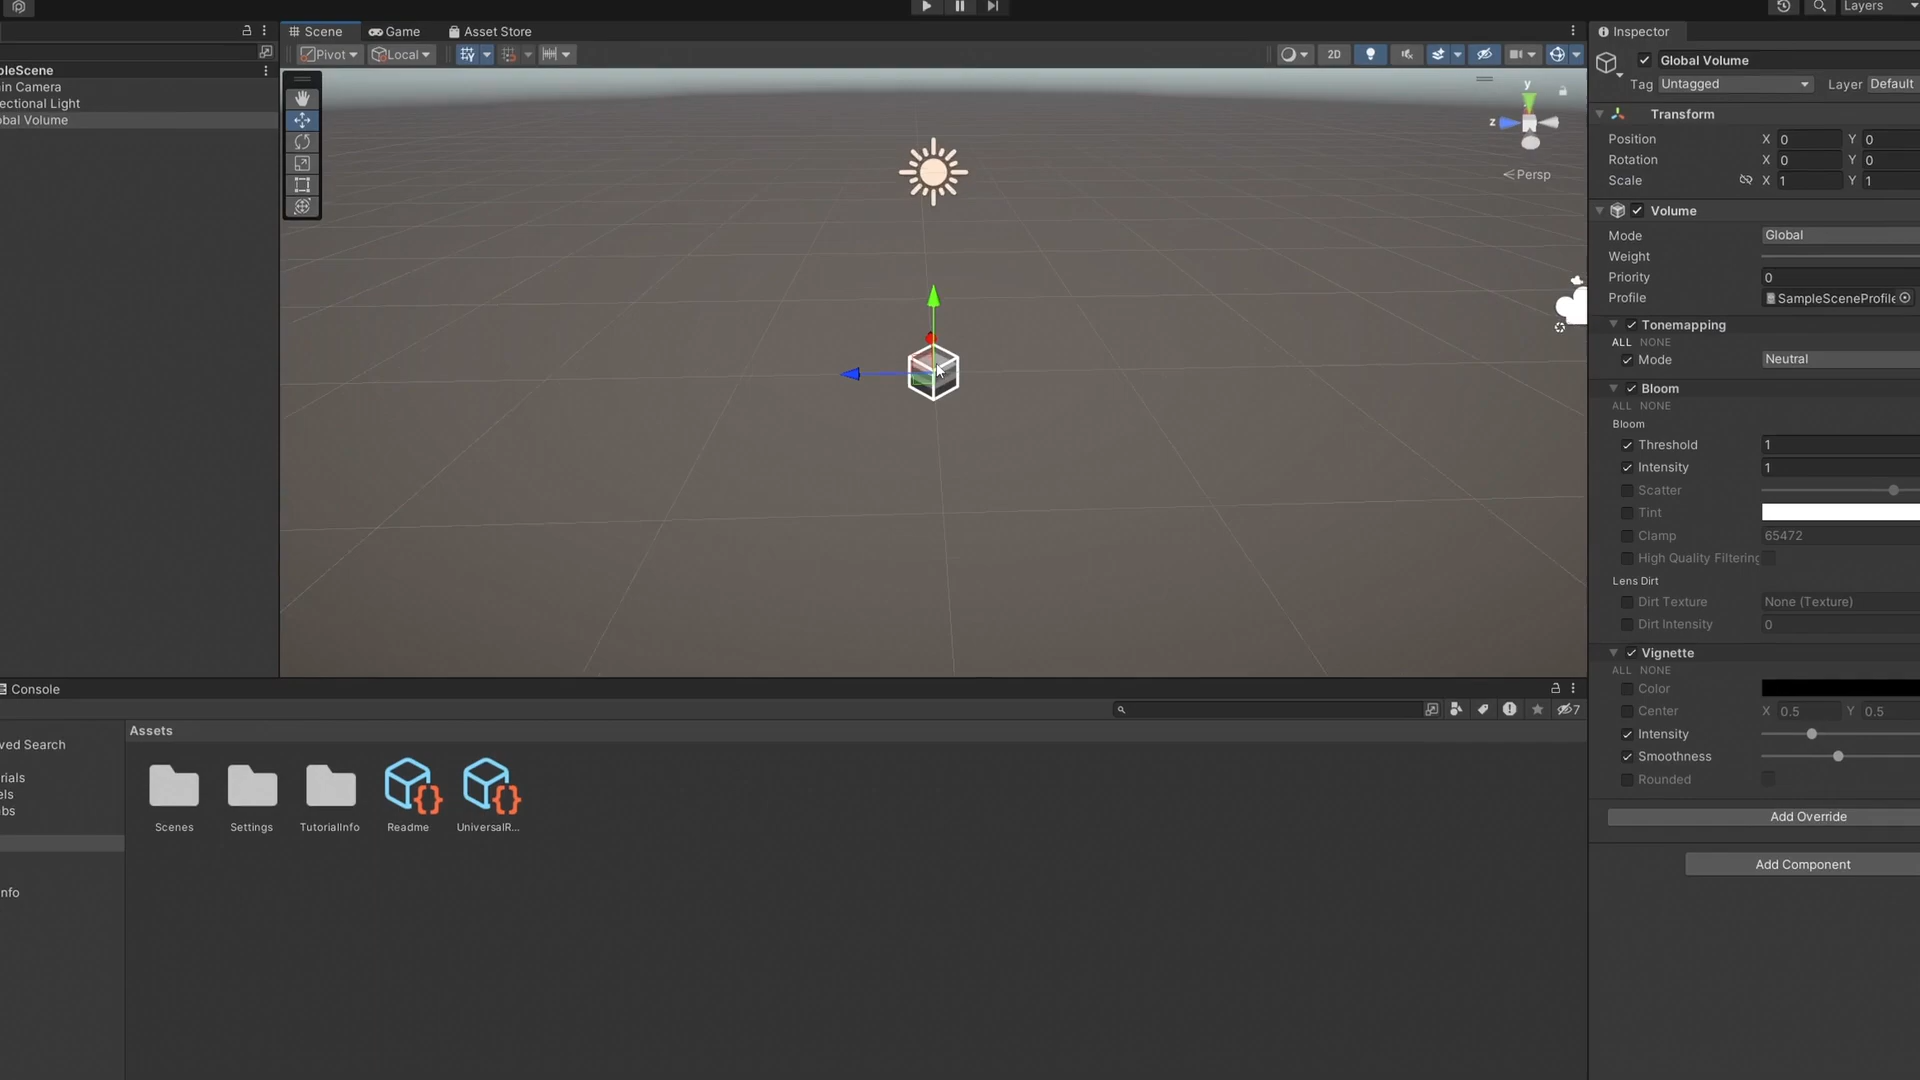 Layers
Scene
Game
Asset Store
Inspector
Pivot
Local
2D
Global Volume
Tag
Untagged
Layer
Default
pleScene
in Camera
ectional Light
obal Volume
y
z
Persp
Transform
Position
X
0
Y
0
Rotation
X
0
Y
0
Scale
X
1
Y
1
Volume
Mode
Global
Weight
Priority
0
Profile
SampleSceneProfile
Tonemapping
ALL NONE
Mode
Neutral
Bloom
ALL NONE
Bloom
Threshold
1
Intensity
1
Scatter
Tint
Clamp
65472
High Quality Filtering
Lens Dirt
Dirt Texture
None (Texture)
Dirt Intensity
0
Vignette
ALL NONE
Color
Center
X
0.5
Y
0.5
Intensity
Smoothness
Rounded
Add Override
Add Component
Console
7
Assets
ved Search
rials
els
abs
nfo
Scenes
Settings
TutorialInfo
Readme
UniversalR...